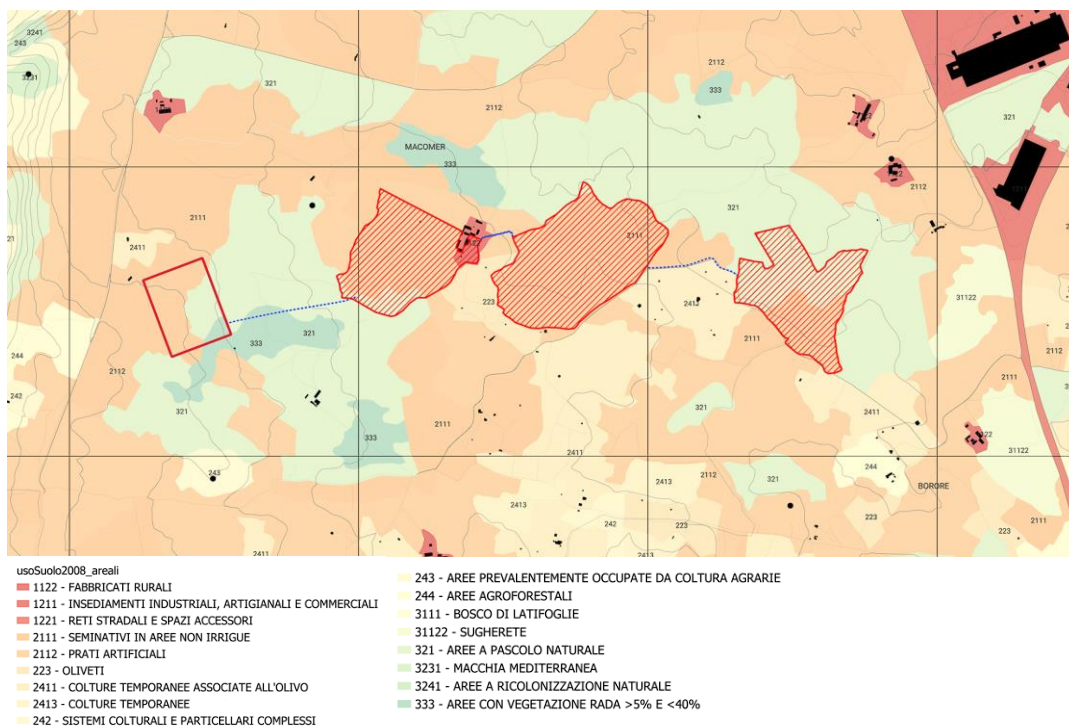 3241
243
3231
321
2112
2112
333
321
MACOMER
333
1211
2112
321
2111
2411
2111
223
2412
321
333
31122
2111
2112
244
2112
242
321
321
2111
2411
2111
333
2411
31122
243
2112
321
244
BORORE
2413
2413
242
223
223
2111
223
2411
2413
usoSuolo2008_areali
1122 - FABBRICATI RURALI
1211 - INSEDIAMENTI INDUSTRIALI, ARTIGIANALI E COMMERCIALI
1221 - RETI STRADALI E SPAZI ACCESSORI
2111 - SEMINATIVI IN AREE NON IRRIGUE
2112 - PRATI ARTIFICIALI
223 - OLIVETI
2411 - COLTURE TEMPORANEE ASSOCIATE ALL'OLIVO
2413 - COLTURE TEMPORANEE
242 - SISTEMI COLTURALI E PARTICELLARI COMPLESSI
243 - AREE PREVALENTEMENTE OCCUPATE DA COLTURA AGRARIE
244 - AREE AGROFORESTALI
3111 - BOSCO DI LATIFOGLIE
31122 - SUGHERETE
321 - AREE A PASCOLO NATURALE
3231 - MACCHIA MEDITERRANEA
3241 - AREE A RICOLONIZZAZIONE NATURALE
333 - AREE CON VEGETAZIONE RADA >5% E <40%